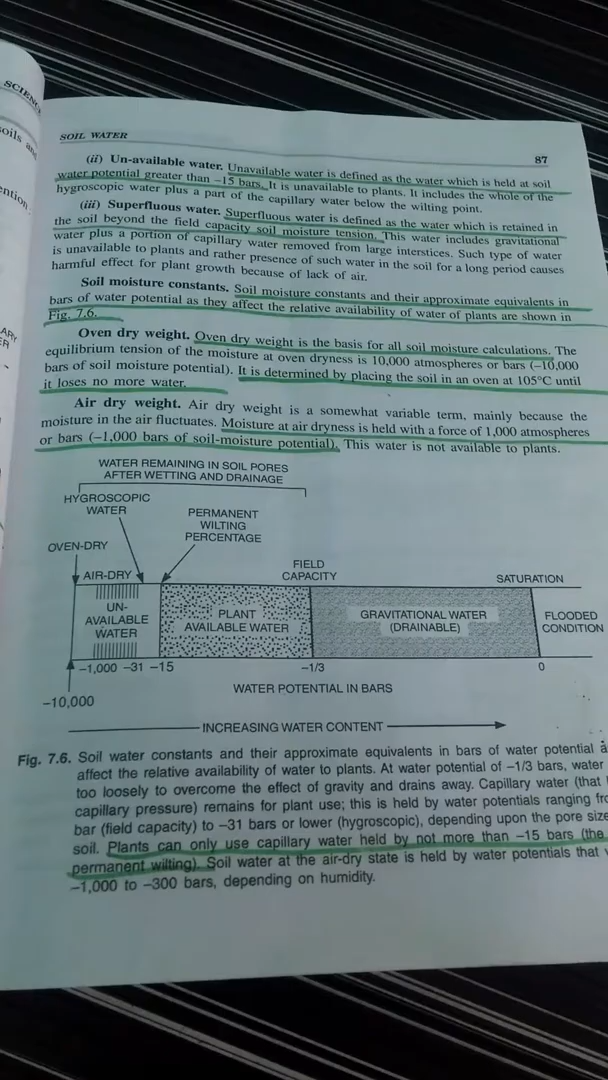 SCIENC
soils an
ention.
ARY
ER
SOIL WATER
87
(ii) Un-available water. Unavailable water is defined as the water which is held at soil
water potential greater than –15 bars. It is unavailable to plants. It includes the whole of the
hygroscopic water plus a part of the capillary water below the wilting point.
(iii) Superfluous water. Superfluous water is defined as the water which is retained in
the soil beyond the field capacity soil moisture tension. This water includes gravitational
water plus a portion of capillary water removed from large interstices. Such type of water
is unavailable to plants and rather presence of such water in the soil for a long period causes
harmful effect for plant growth because of lack of air.
Soil moisture constants. Soil moisture constants and their approximate equivalents in
bars of water potential as they affect the relative availability of water of plants are shown in
Fig. 7.6.
Oven dry weight. Oven dry weight is the basis for all soil moisture calculations. The
equilibrium tension of the moisture at oven dryness is 10,000 atmospheres or bars (–10,000
bars of soil moisture potential). It is determined by placing the soil in an oven at 105°C until
it loses no more water.
Air dry weight. Air dry weight is a somewhat variable term, mainly because the
moisture in the air fluctuates. Moisture at air dryness is held with a force of 1,000 atmospheres
or bars (–1,000 bars of soil-moisture potential). This water is not available to plants.
WATER REMAINING IN SOIL PORES
AFTER WETTING AND DRAINAGE
HYGROSCOPIC
WATER
PERMANENT
WILTING
PERCENTAGE
OVEN-DRY
AIR-DRY
FIELD
CAPACITY
SATURATION
UN-
AVAILABLE
WATER
PLANT
AVAILABLE WATER
GRAVITATIONAL WATER
(DRAINABLE)
FLOODED
CONDITION
–1,000 –31 –15
–1/3
0
–10,000
WATER POTENTIAL IN BARS
INCREASING WATER CONTENT
Fig. 7.6. Soil water constants and their approximate equivalents in bars of water potential a
affect the relative availability of water to plants. At water potential of –1/3 bars, water
too loosely to overcome the effect of gravity and drains away. Capillary water (that
capillary pressure) remains for plant use; this is held by water potentials ranging fro
bar (field capacity) to –31 bars or lower (hygroscopic), depending upon the pore size
soil. Plants can only use capillary water held by not more than –15 bars (the
permanent wilting). Soil water at the air-dry state is held by water potentials that
–1,000 to –300 bars, depending on humidity.